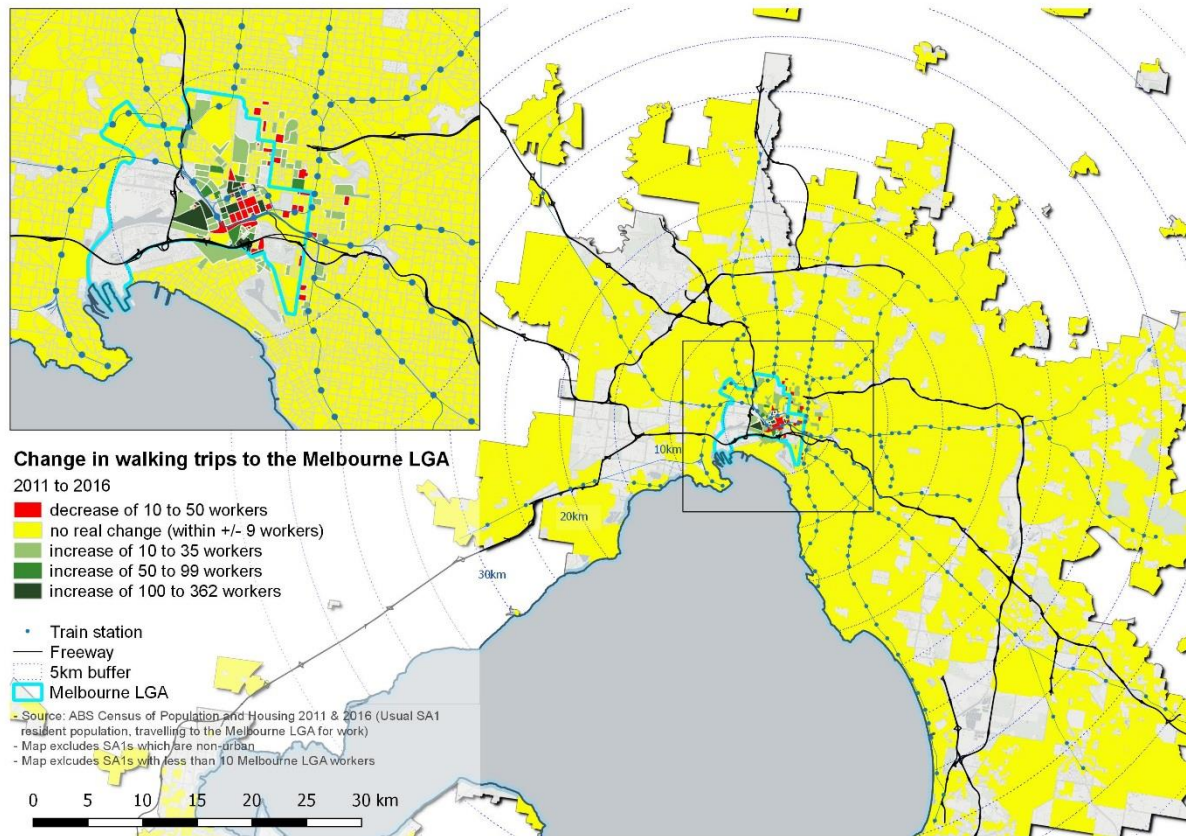 10km
20km
30km
Change in walking trips to the Melbourne LGA
2011 to 2016
decrease of 10 to 50 workers
no real change (within +/- 9 workers)
increase of 10 to 35 workers
increase of 50 to 99 workers
increase of 100 to 362 workers
Train station
Freeway
5km buffer
Melbourne LGA
- Source: ABS Census of Population and Housing 2011 & 2016 (Usual SA1
resident population, travelling to the Melbourne LGA for work)
- Map excludes SA1s which are non-urban
- Map exlcudes SA1s with less than 10 Melbourne LGA workers
0 5 10 15 20 25 30 km